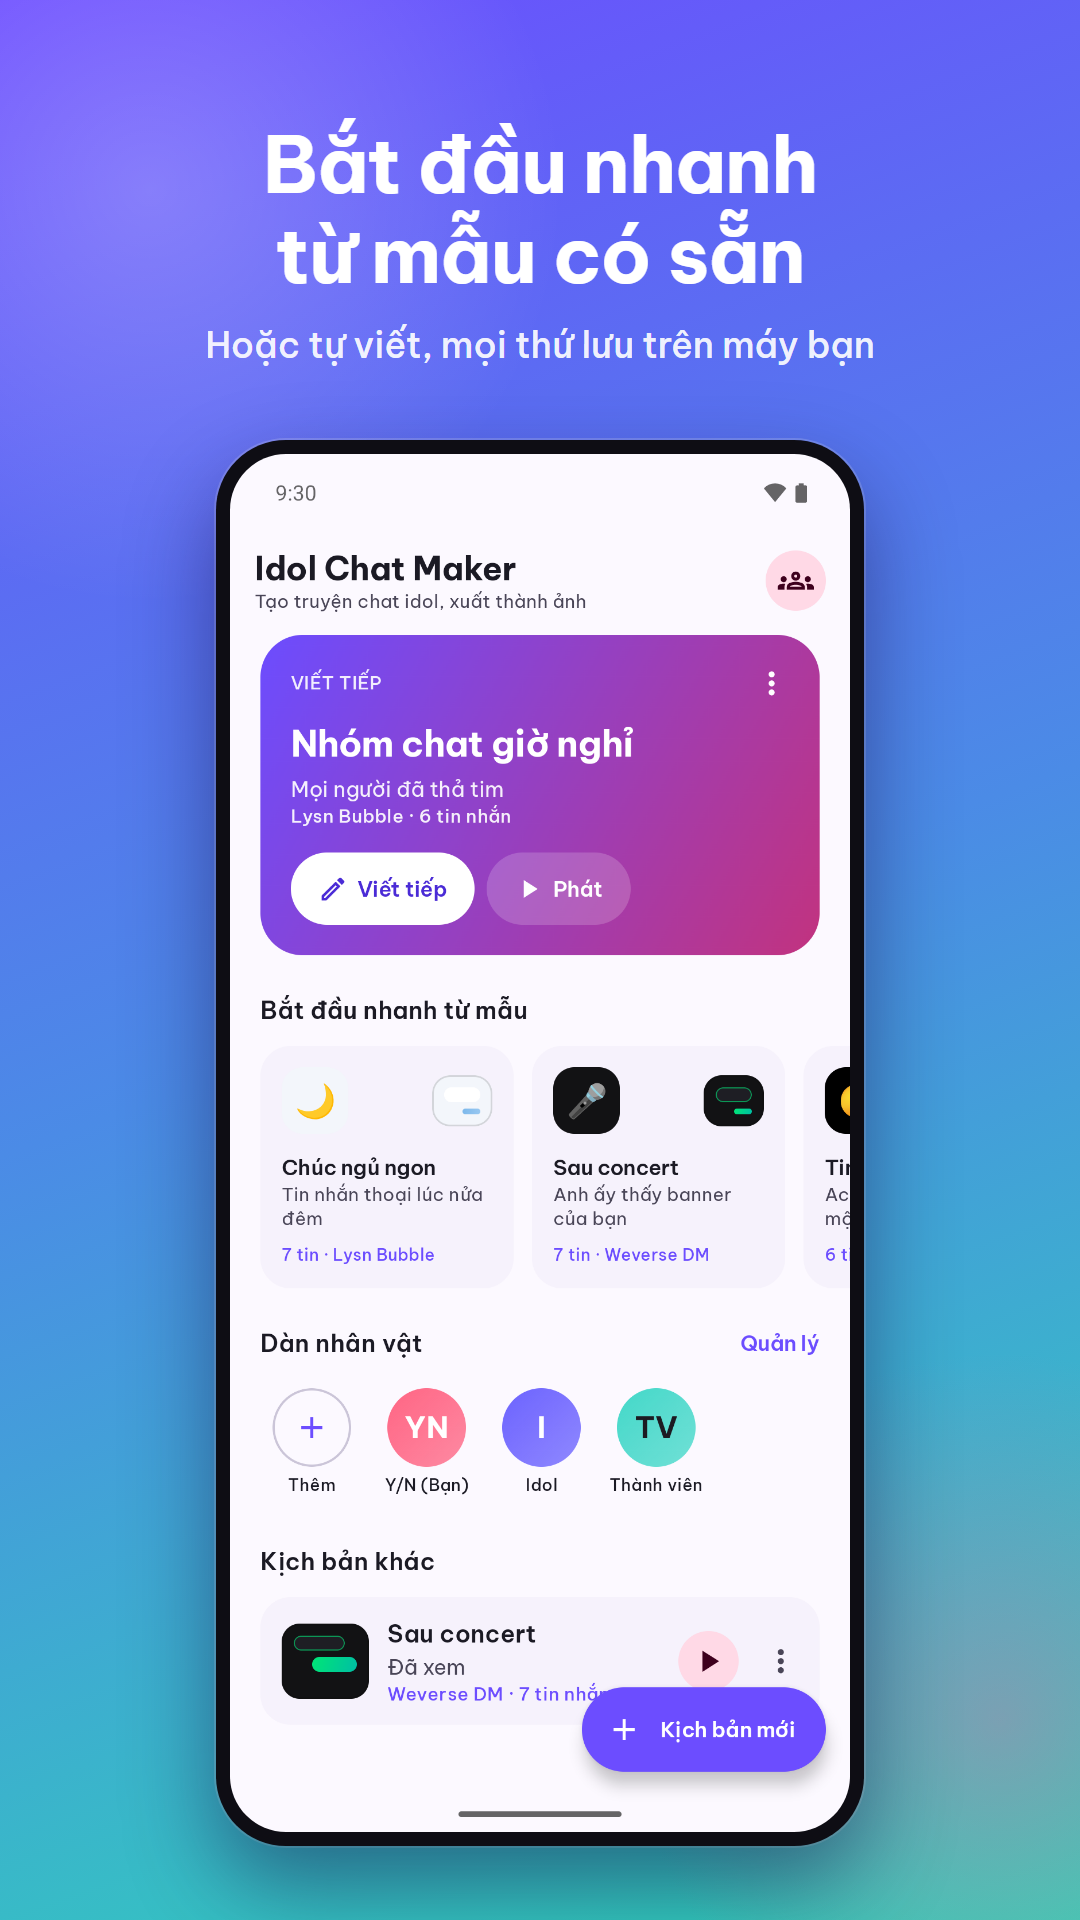 Bắt đầu nhanh
từ mẫu có sẵn
Hoặc tự viết, mọi thứ lưu trên máy bạn
9:30
Idol Chat Maker
Tạo truyện chat idol, xuất thành ảnh
VIẾT TIẾP
Nhóm chat giờ nghỉ
Mọi người đã thả tim
Lysn Bubble · 6 tin nhắn
Viết tiếp
Phát
Bắt đầu nhanh từ mẫu
Chúc ngủ ngon
Tin nhắn thoại lúc nửa
đêm
7 tin · Lysn Bubble
Sau concert
Anh ấy thấy banner
của bạn
7 tin · Weverse DM
6 t
Dàn nhân vật
Quản lý
YN
I
TV
Thêm
Y/N (Bạn)
Idol
Thành viên
Kịch bản khác
Sau concert
Đã xem
Weverse DM · 7 tin nhắn
Kịch bản mới